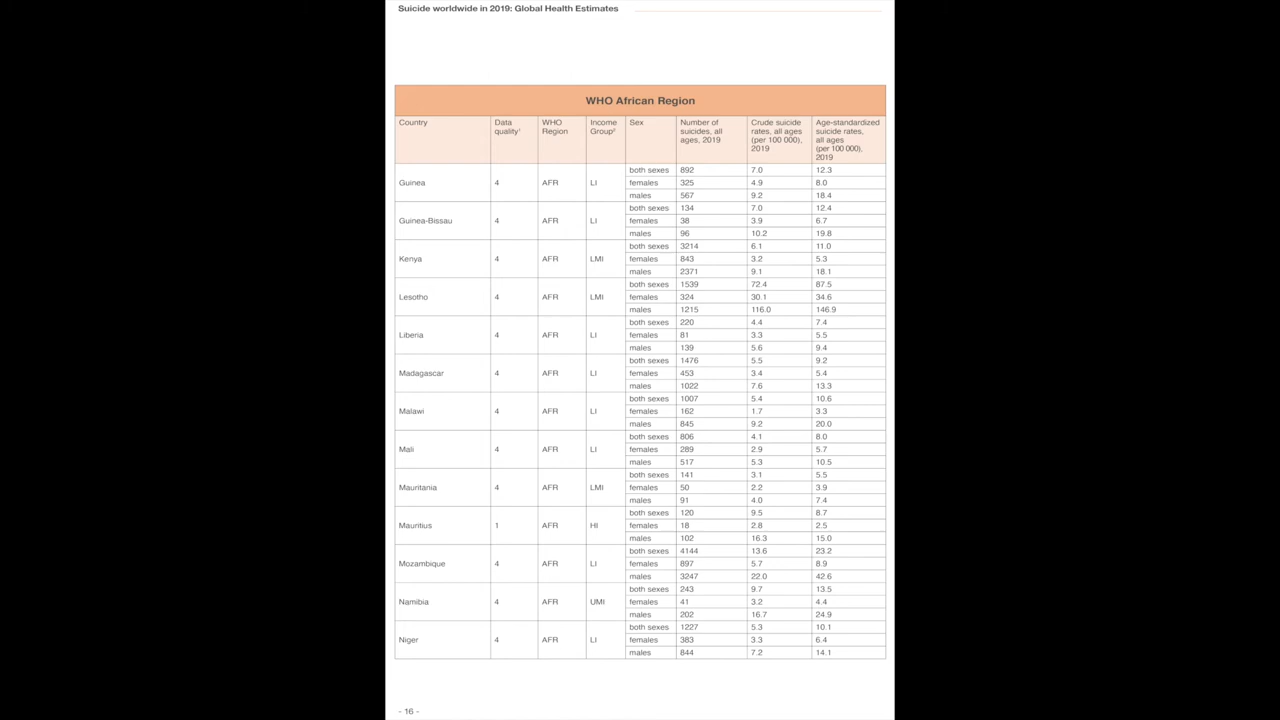 Suicide worldwide in 2019: Global Health Estimates
WHO African Region
Country Data quality¹ WHO Region Income Group² Sex Number of suicides, all ages, 2019 Crude suicide rates, all ages (per 100 000), 2019 Age-standardized suicide rates, all ages (per 100 000), 2019
both sexes 892 7.0 12.3
Guinea 4 AFR LI females 325 4.9 8.0
males 567 9.2 18.4
both sexes 134 7.0 12.4
Guinea-Bissau 4 AFR LI females 38 3.9 6.7
males 96 10.2 19.8
both sexes 3214 6.1 11.0
Kenya 4 AFR LMI females 843 3.2 5.3
males 2371 9.1 18.1
both sexes 1539 72.4 87.5
Lesotho 4 AFR LMI females 324 30.1 34.6
males 1215 116.0 146.9
both sexes 220 4.4 7.4
Liberia 4 AFR LI females 81 3.3 5.5
males 139 5.6 9.4
both sexes 1476 5.5 9.2
Madagascar 4 AFR LI females 453 3.4 5.4
males 1022 7.6 13.3
both sexes 1007 5.4 10.6
Malawi 4 AFR LI females 162 1.7 3.3
males 845 9.2 20.0
both sexes 806 4.1 8.0
Mali 4 AFR LI females 289 2.9 5.7
males 517 5.3 10.5
both sexes 141 3.1 5.5
Mauritania 4 AFR LMI females 50 2.2 3.9
males 91 4.0 7.4
both sexes 120 9.5 8.7
Mauritius 1 AFR HI females 18 2.8 2.5
males 102 16.3 15.0
both sexes 4144 13.6 23.2
Mozambique 4 AFR LI females 897 5.7 8.9
males 3247 22.0 42.6
both sexes 243 9.7 13.5
Namibia 4 AFR UMI females 41 3.2 4.4
males 202 16.7 24.9
both sexes 1227 5.3 10.1
Niger 4 AFR LI females 383 3.3 6.4
males 844 7.2 14.1
- 16 -